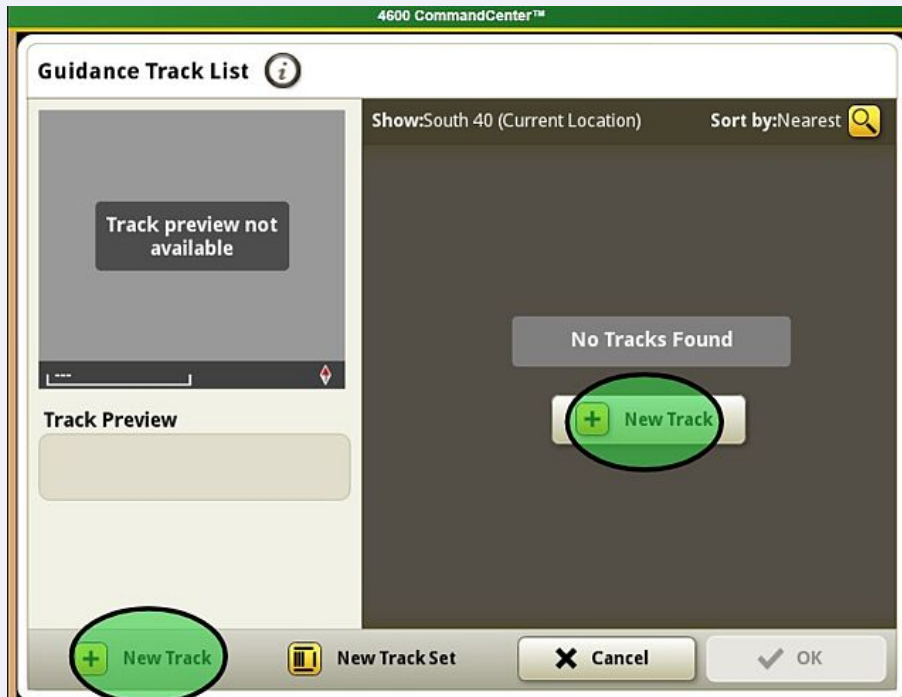 4600 CommandCenter™
Guidance Track List i
Show:South 40 (Current Location) Sort by:Nearest
Track preview not
available
---
No Tracks Found
New Track
Track Preview
New Track
New Track Set
Cancel
OK